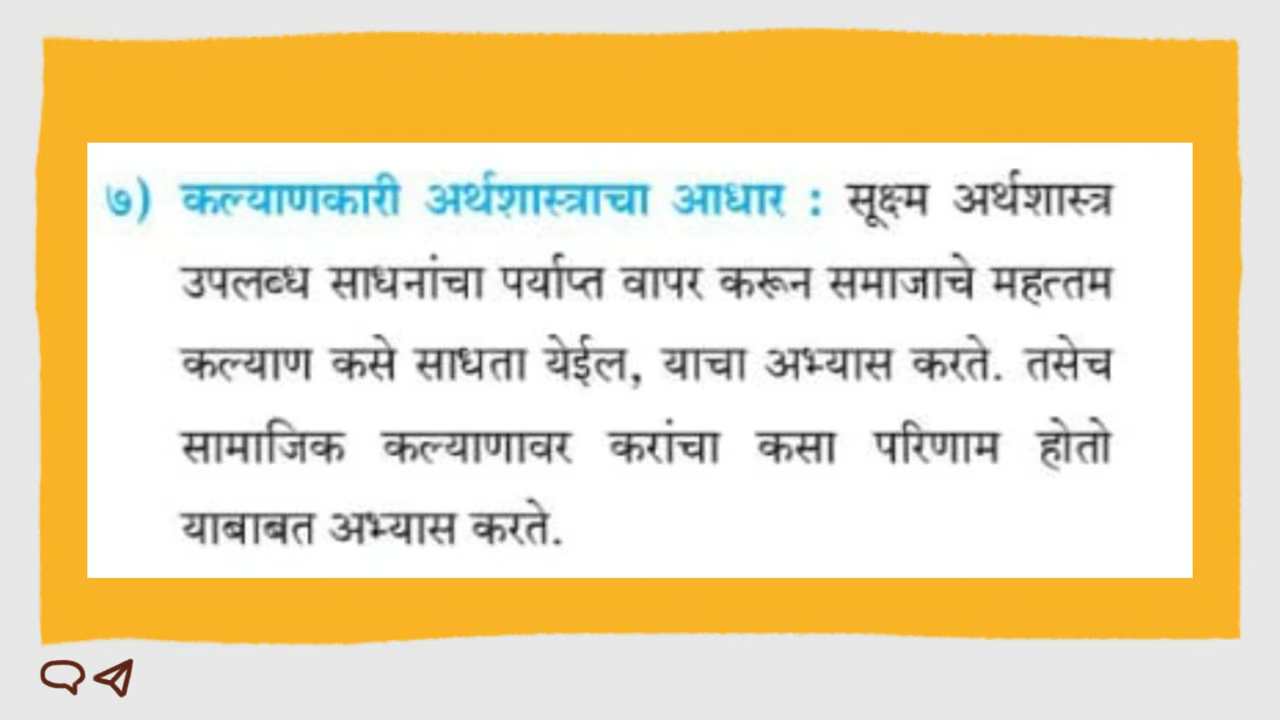 ७) कल्याणकारी अर्थशास्त्राचा आधार : सूक्ष्म अर्थशास्त्र
उपलब्ध साधनांचा पर्याप्त वापर करून समाजाचे महत्तम
कल्याण कसे साधता येईल, याचा अभ्यास करते. तसेच
सामाजिक कल्याणावर करांचा कसा परिणाम होतो
याबाबत अभ्यास करते.